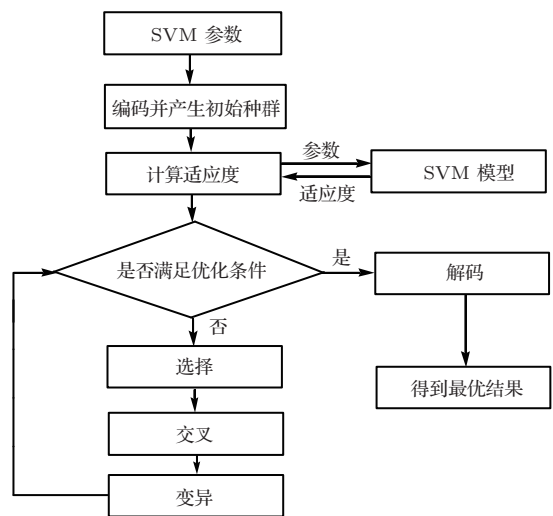 SVM 参数
编码并产生初始种群
计算适应度
参数
适应度
SVM 模型
是否满足优化条件
是
解码
否
选择
得到最优结果
交叉
变异